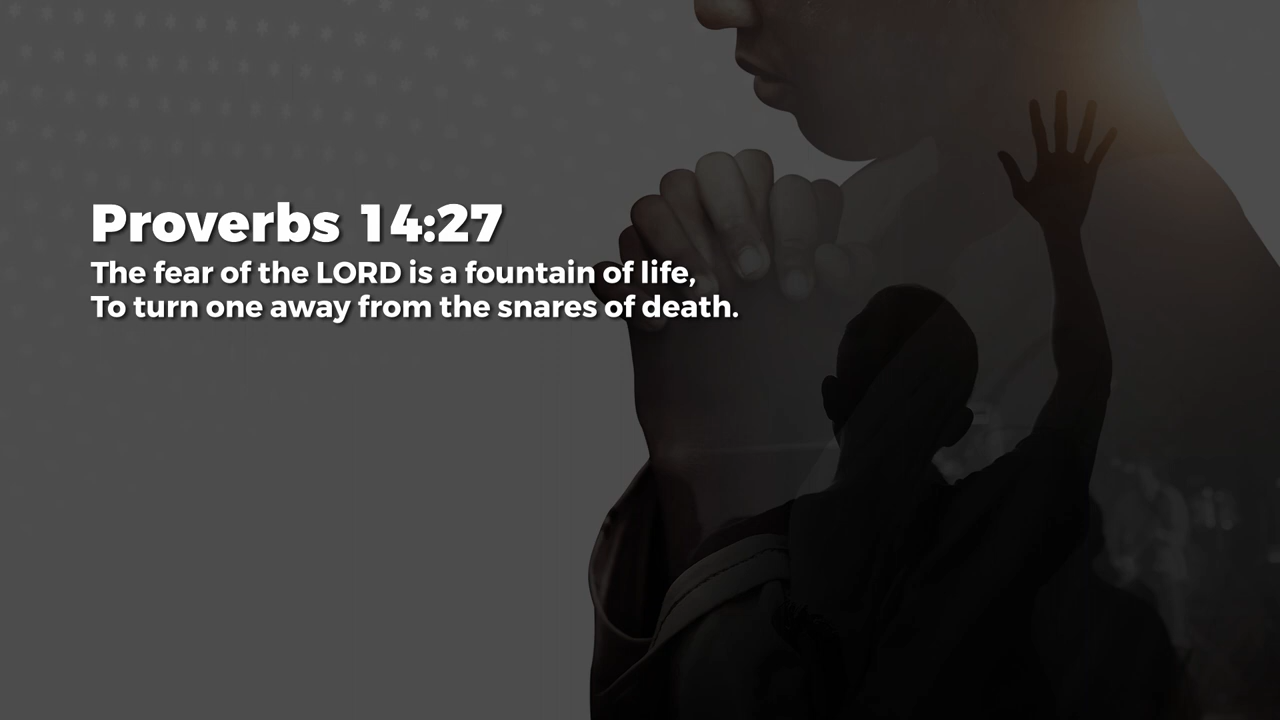 Proverbs 14:27
The fear of the LORD is a fountain of life,
To turn one away from the snares of death.